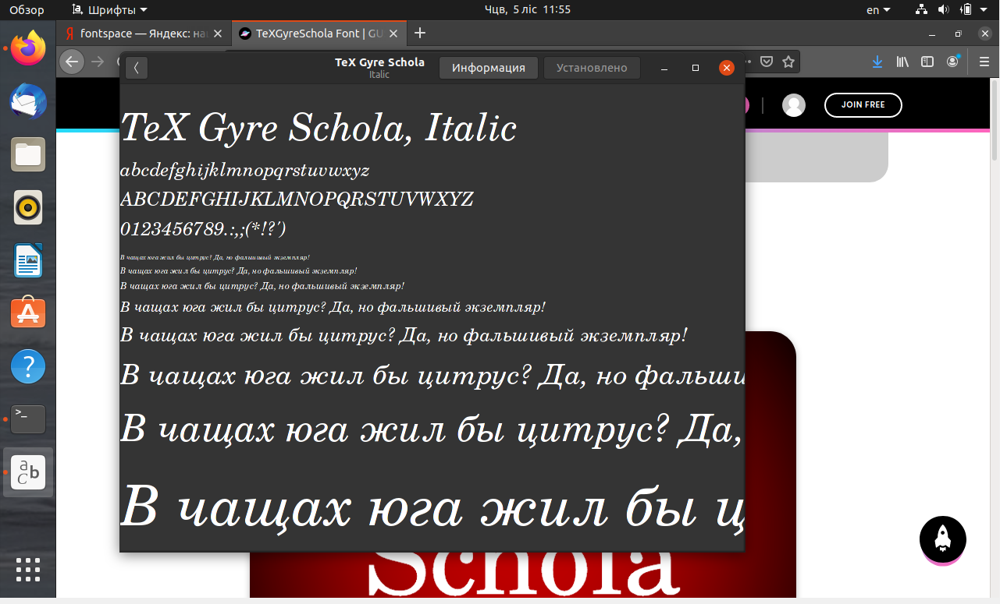 Обзор Шрифты Чцв, 5 ліс 11:55 en
fontspace — Яндекс: на TeXGyreSchola Font | GU
TeX Gyre Schola
Italic
Информация Установлено
JOIN FREE
TeX Gyre Schola, Italic
abcdefghijklmnopqrstuvwxyz
ABCDEFGHIJKLMNOPQRSTUVWXYZ
0123456789.:,;(*!?')
В чащах юга жил бы цитрус? Да, но фальшивый экземпляр!
В чащах юга жил бы цитрус? Да, но фальшивый экземпляр!
В чащах юга жил бы цитрус? Да, но фальшивый экземпляр!
В чащах юга жил бы цитрус? Да, но фальшивый экземпляр!
В чащах юга жил бы цитрус? Да, но фальшивый экземпляр!
В чащах юга жил бы цитрус? Да, но фальши
В чащах юга жил бы цитрус? Да,
В чащах юга жил бы ц
Schola